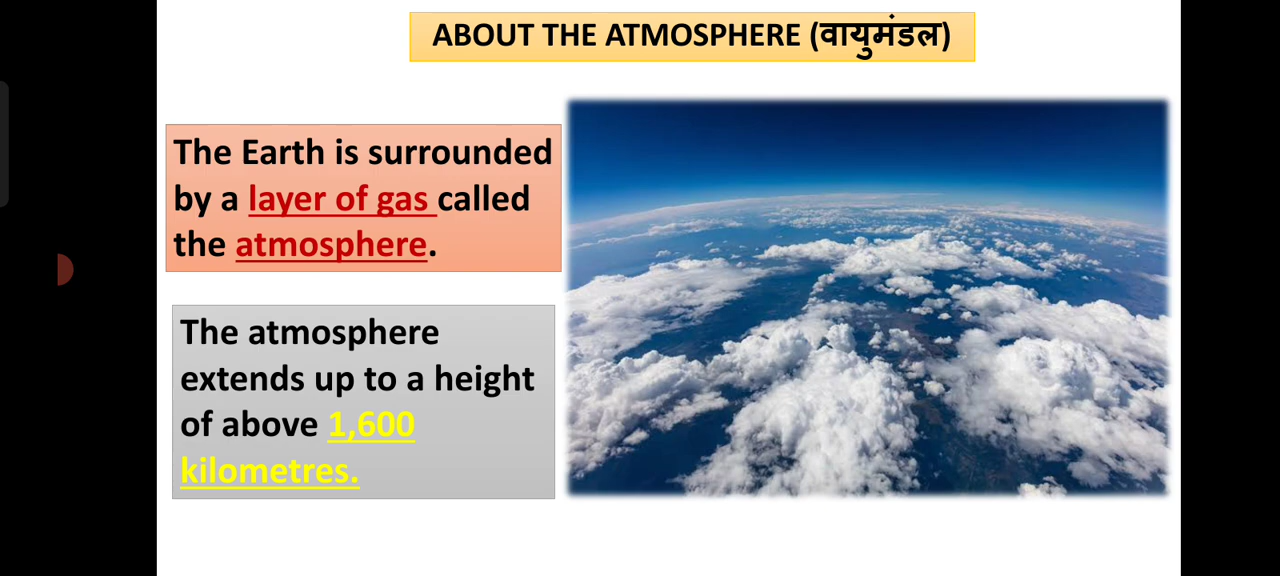 ABOUT THE ATMOSPHERE (वायुमंडल)
The Earth is surrounded
by a layer of gas called
the atmosphere.
The atmosphere
extends up to a height
of above 1,600
kilometres.